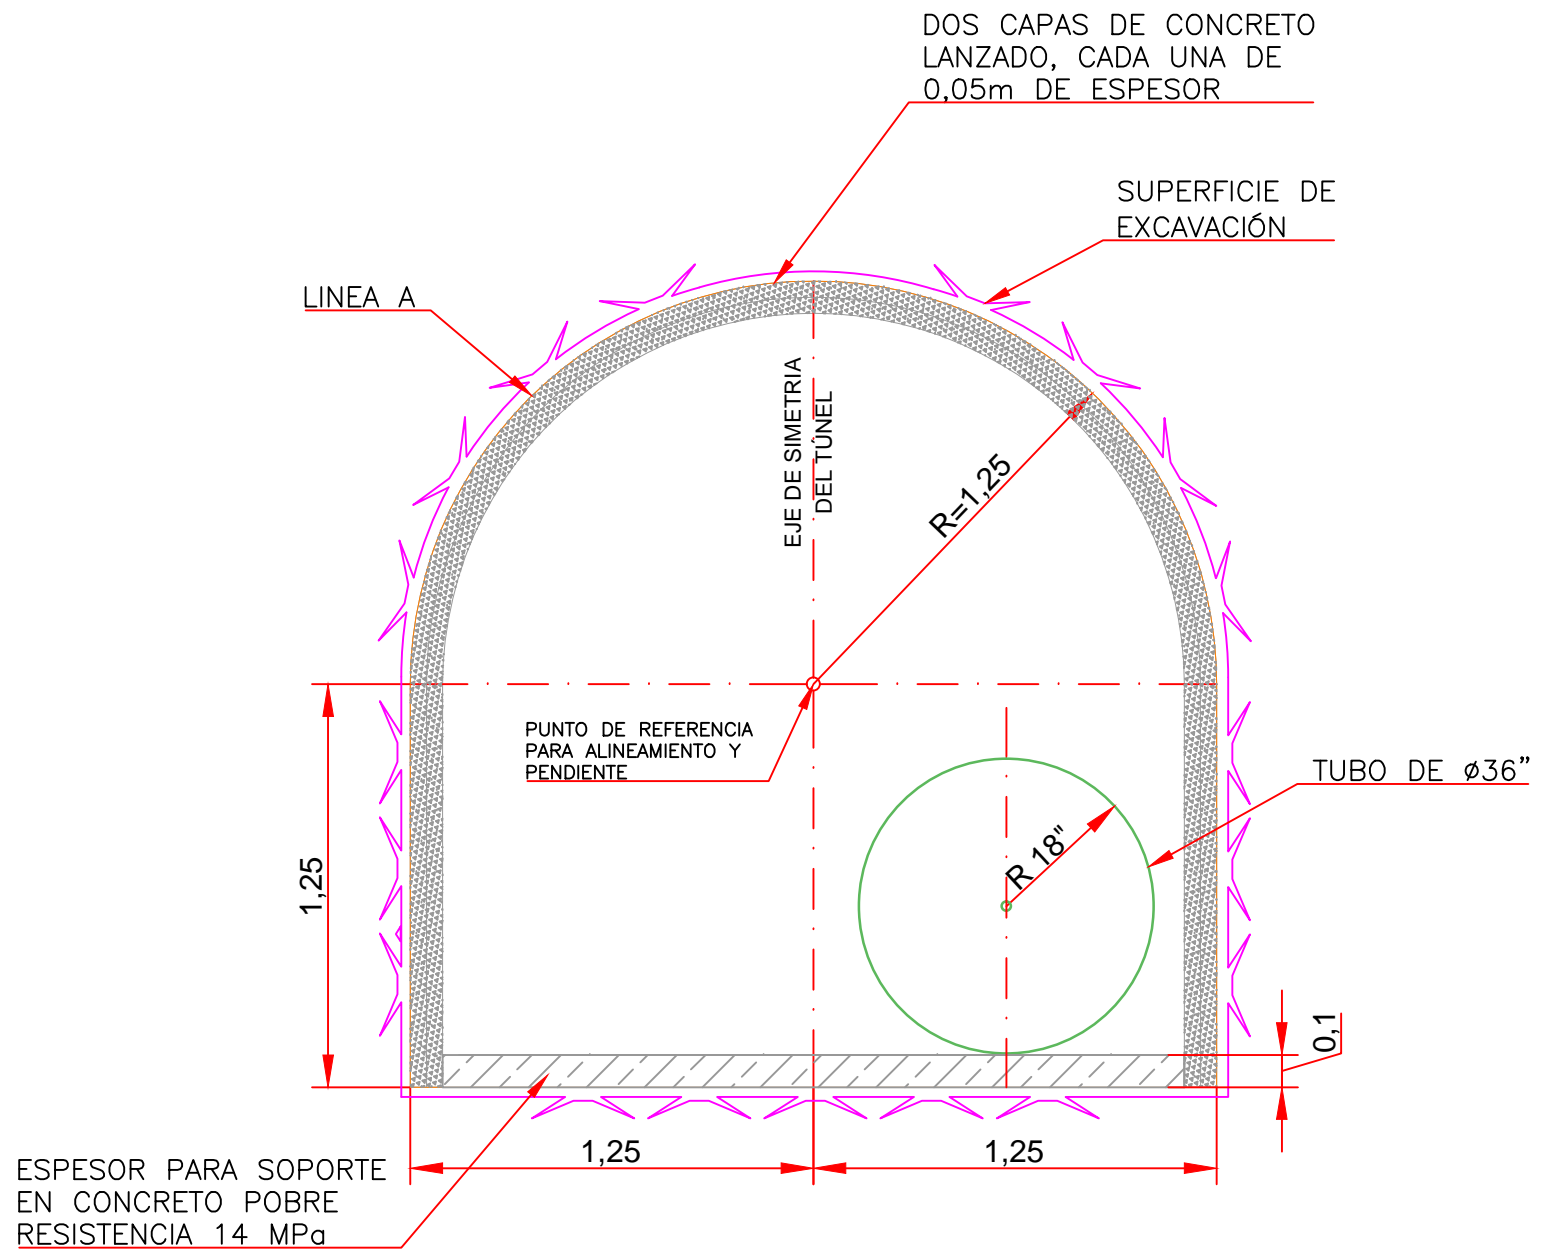 DOS CAPAS DE CONCRETO
LANZADO, CADA UNA DE
0,05m DE ESPESOR
SUPERFICIE DE
EXCAVACIÓN
LINEA A
EJE DE SIMETRIA
DEL TÚNEL
R=1,25
PUNTO DE REFERENCIA
PARA ALINEAMIENTO Y
PENDIENTE
TUBO DE ø36”
R 18"
1,25
0,1
1,25
1,25
ESPESOR PARA SOPORTE
EN CONCRETO POBRE
RESISTENCIA 14 MPa